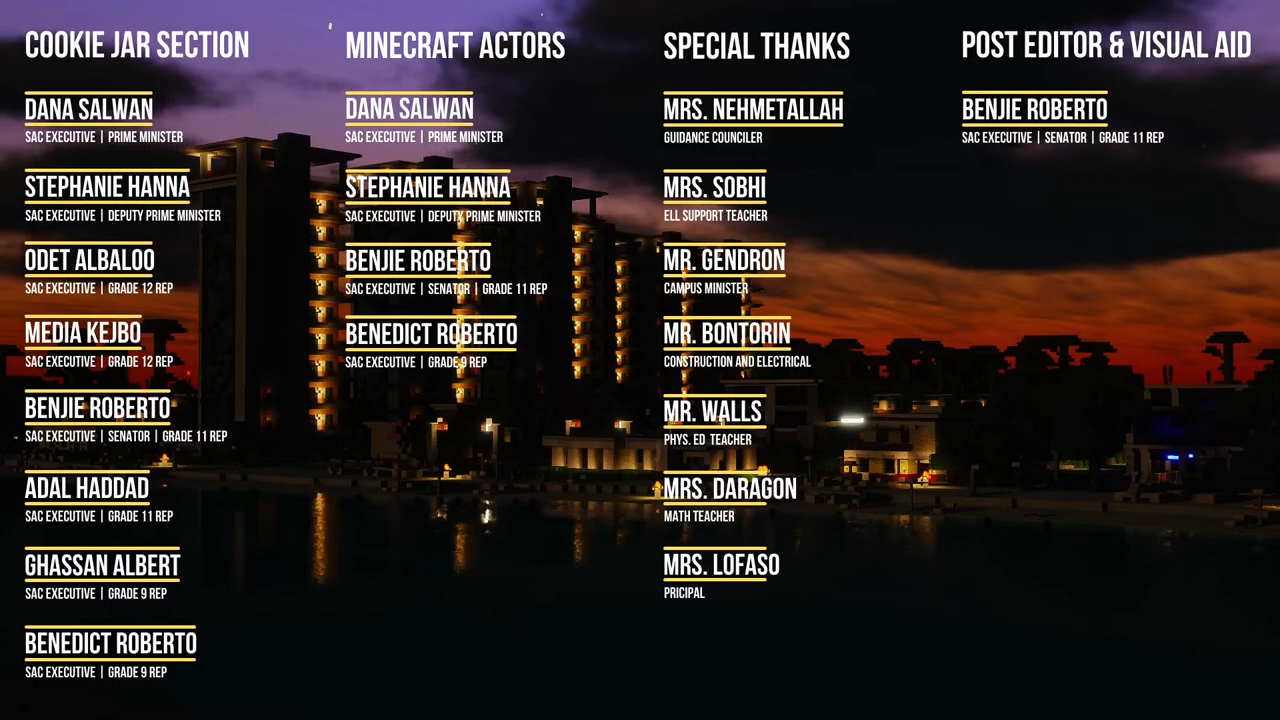 COOKIE JAR SECTION
DANA SALWAN
SAC EXECUTIVE | PRIME MINISTER
STEPHANIE HANNA
SAC EXECUTIVE | DEPUTY PRIME MINISTER
ODET ALBALOO
SAC EXECUTIVE | GRADE 12 REP
MEDIA KEJBO
SAC EXECUTIVE | GRADE 12 REP
BENJIE ROBERTO
SAC EXECUTIVE | SENATOR | GRADE 11 REP
ADAL HADDAD
SAC EXECUTIVE | GRADE 11 REP
GHASSAN ALBERT
SAC EXECUTIVE | GRADE 9 REP
BENEDICT ROBERTO
SAC EXECUTIVE | GRADE 9 REP
MINECRAFT ACTORS
DANA SALWAN
SAC EXECUTIVE | PRIME MINISTER
STEPHANIE HANNA
SAC EXECUTIVE | DEPUTY PRIME MINISTER
BENJIE ROBERTO
SAC EXECUTIVE | SENATOR | GRADE 11 REP
BENEDICT ROBERTO
SAC EXECUTIVE | GRADE 9 REP
SPECIAL THANKS
MRS. NEHMETALLAH
GUIDANCE COUNCILER
MRS. SOBHI
ELL SUPPORT TEACHER
MR. GENDRON
CAMPUS MINISTER
MR. BONTORIN
CONSTRUCTION AND ELECTRICAL
MR. WALLS
PHYS. ED TEACHER
MRS. DARAGON
MATH TEACHER
MRS. LOFASO
PRICIPAL
POST EDITOR & VISUAL AID
BENJIE ROBERTO
SAC EXECUTIVE | SENATOR | GRADE 11 REP